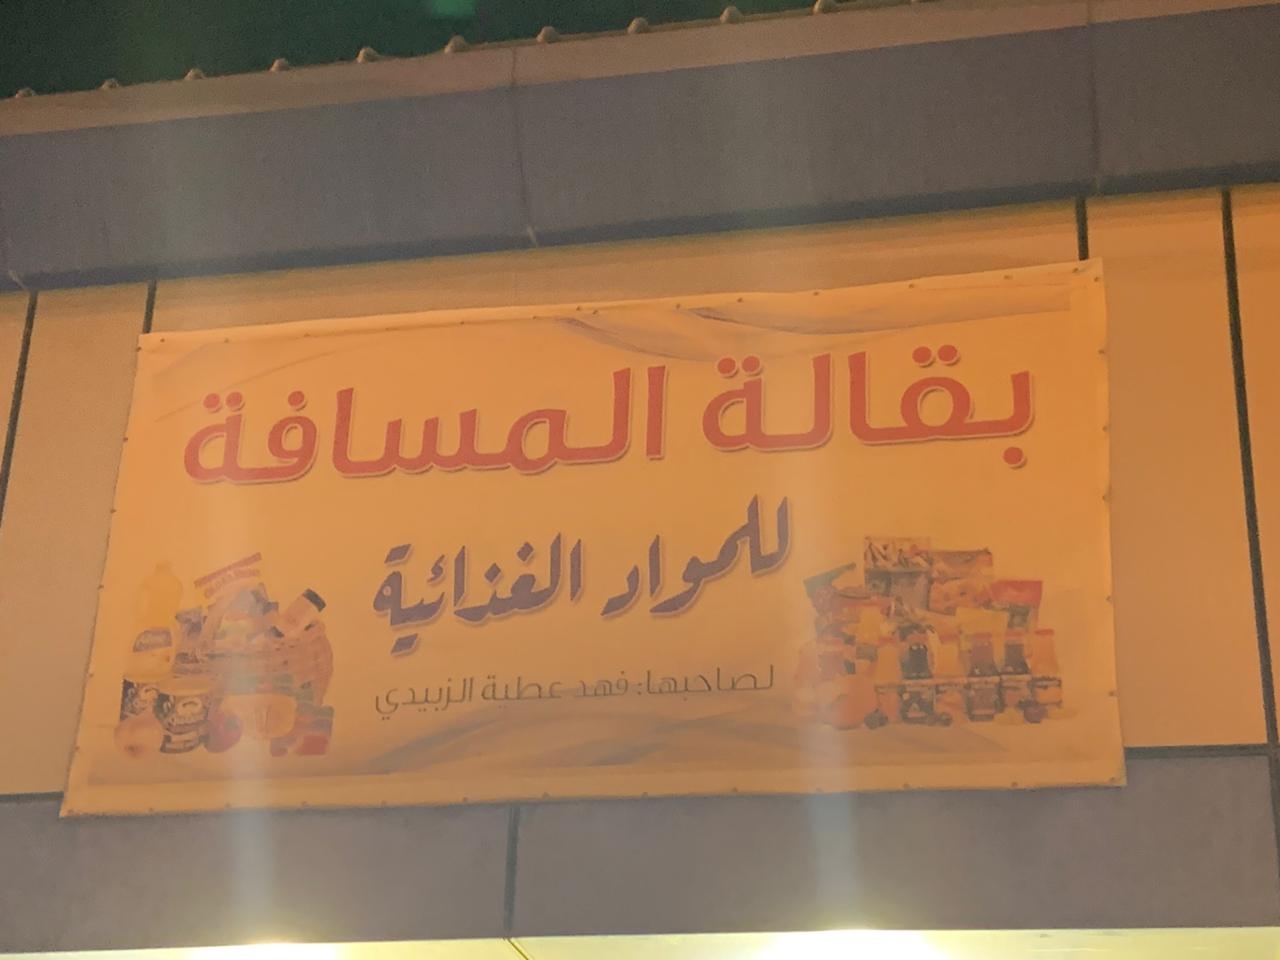 بقالة المسافة
للمواد الغذائية
لصاحبها: فهد عطية الزبيدي